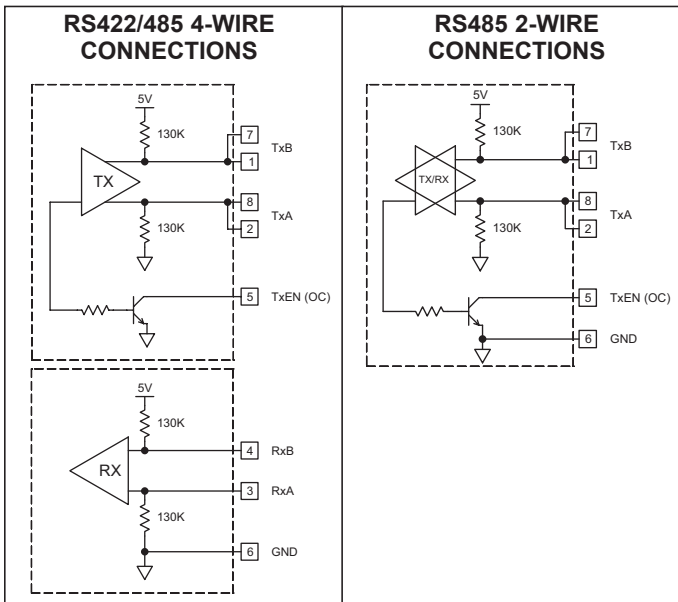 RS422/485 4-WIRE
CONNECTIONS
5V
130K
7
TxB
1
TX
8
TxA
130K
2
5
TxEN (OC)
5V
130K
4
RxB
RX
3
RxA
130K
6
GND
RS485 2-WIRE
CONNECTIONS
5V
130K
7
TxB
1
TX/RX
8
TxA
130K
2
5
TxEN (OC)
6
GND